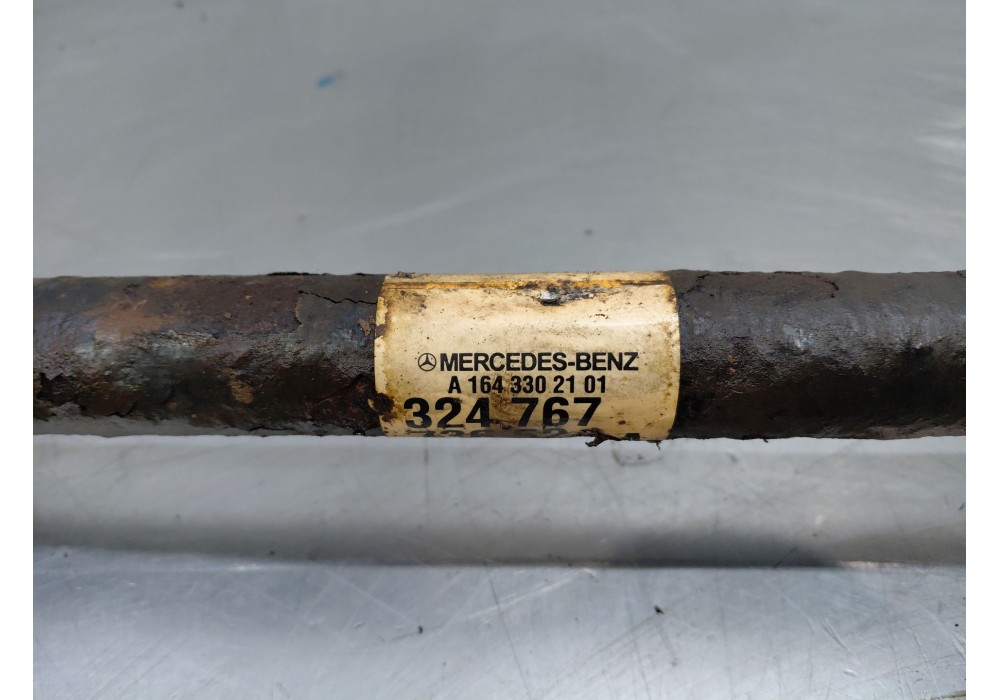 MERCEDES-BENZ
A 164 330 21 01
324 767